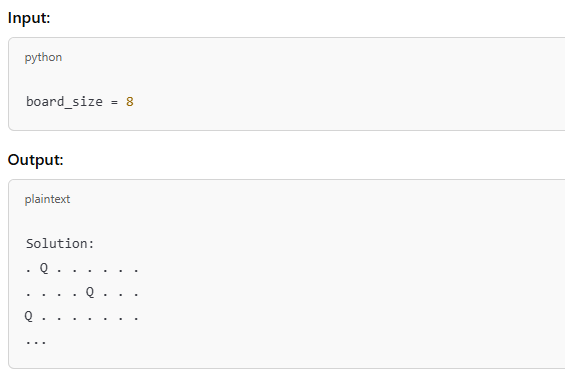 Input:
python
board_size = 8
Output:
plaintext
Solution:
. Q . . . . . .
. . . . Q . . .
Q . . . . . . .
...